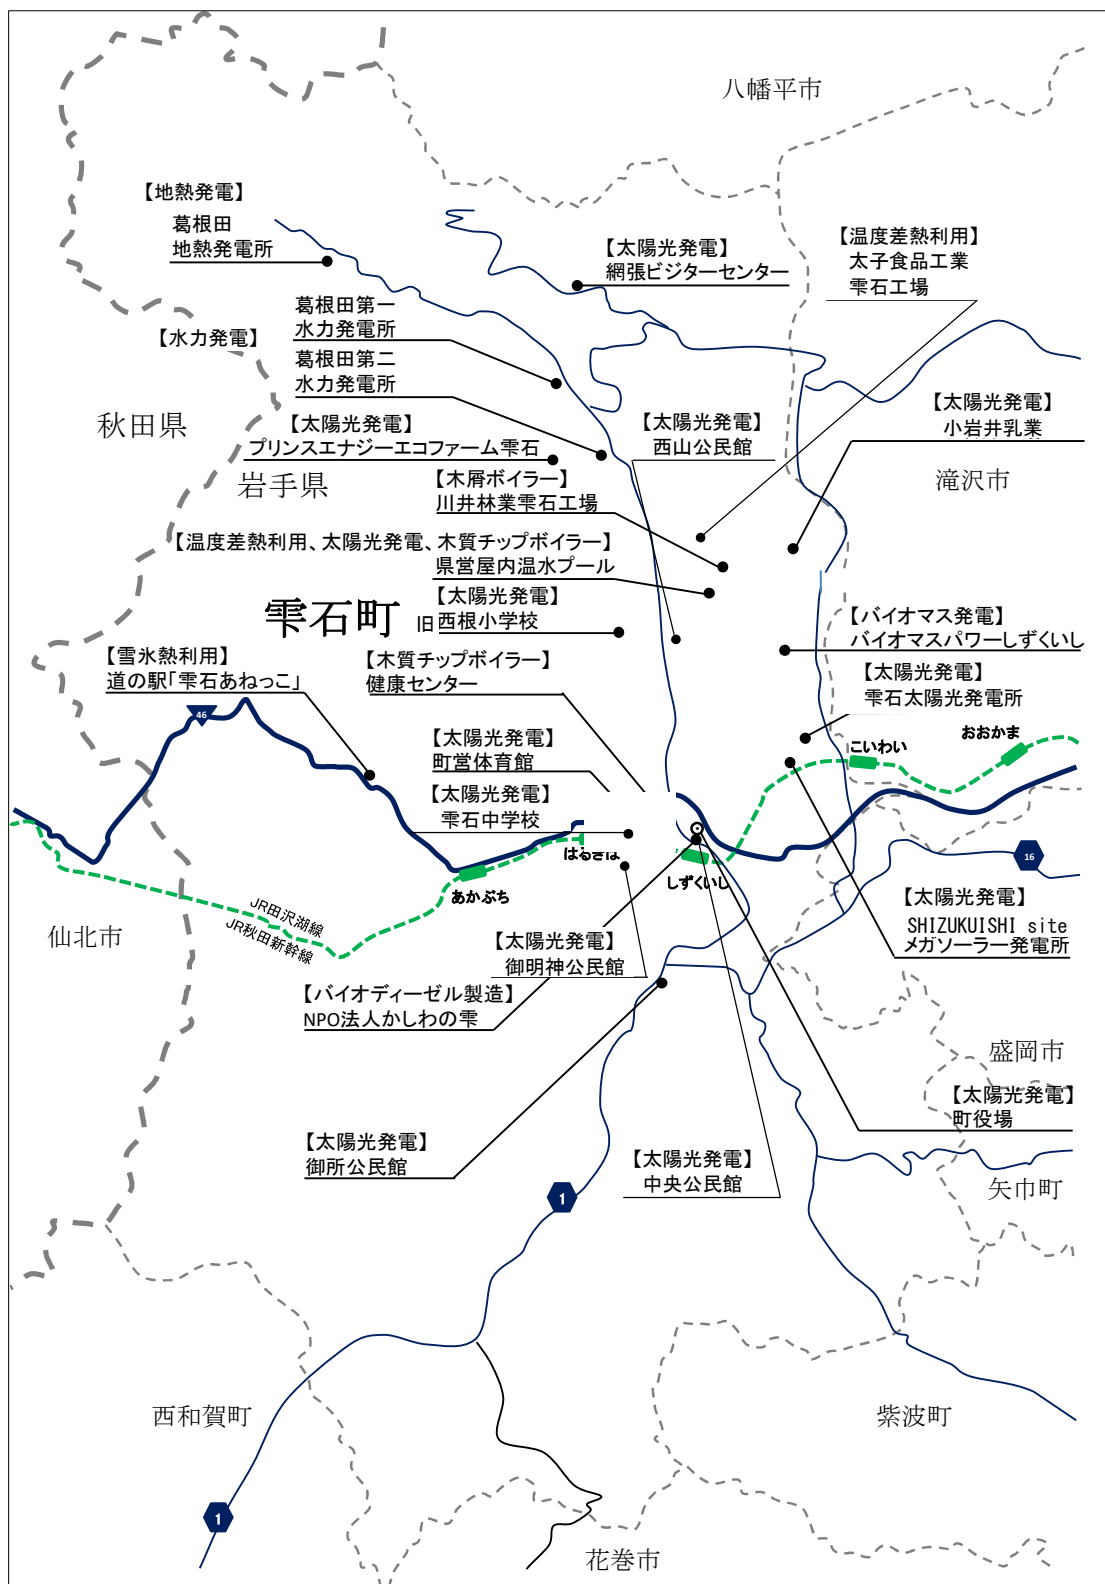 八幡平市
【地熱発電】
葛根田
地熱発電所
【太陽光発電】
網張ビジターセンター
【温度差熱利用】
太子食品工業
雫石工場
葛根田第一
水力発電所
【水力発電】
葛根田第二
水力発電所
秋田県
【太陽光発電】
プリンスエナジーエコファーム雫石
岩手県
【太陽光発電】
西山公民館
【太陽光発電】
小岩井乳業
滝沢市
【木屑ボイラー】
川井林業雫石工場
【温度差熱利用、太陽光発電、木質チップボイラー】
県営屋内温水プール
雫石町
【太陽光発電】
旧西根小学校
【バイオマス発電】
バイオマスパワーしずくいし
【雪氷熱利用】
道の駅「雫石あねっこ」
【木質チップボイラー】
健康センター
【太陽光発電】
雫石太陽光発電所
46
【太陽光発電】
町営体育館
こいわい
おおかま
【太陽光発電】
雫石中学校
はるきば
しずくいし
あかぶち
16
JR田沢湖線
JR秋田新幹線
仙北市
【太陽光発電】
御明神公民館
【太陽光発電】
SHIZUKUISHI site
メガソーラー発電所
【バイオディーゼル製造】
NPO法人かしわの雫
盛岡市
【太陽光発電】
町役場
【太陽光発電】
御所公民館
【太陽光発電】
中央公民館
矢巾町
1
西和賀町
紫波町
1
花巻市